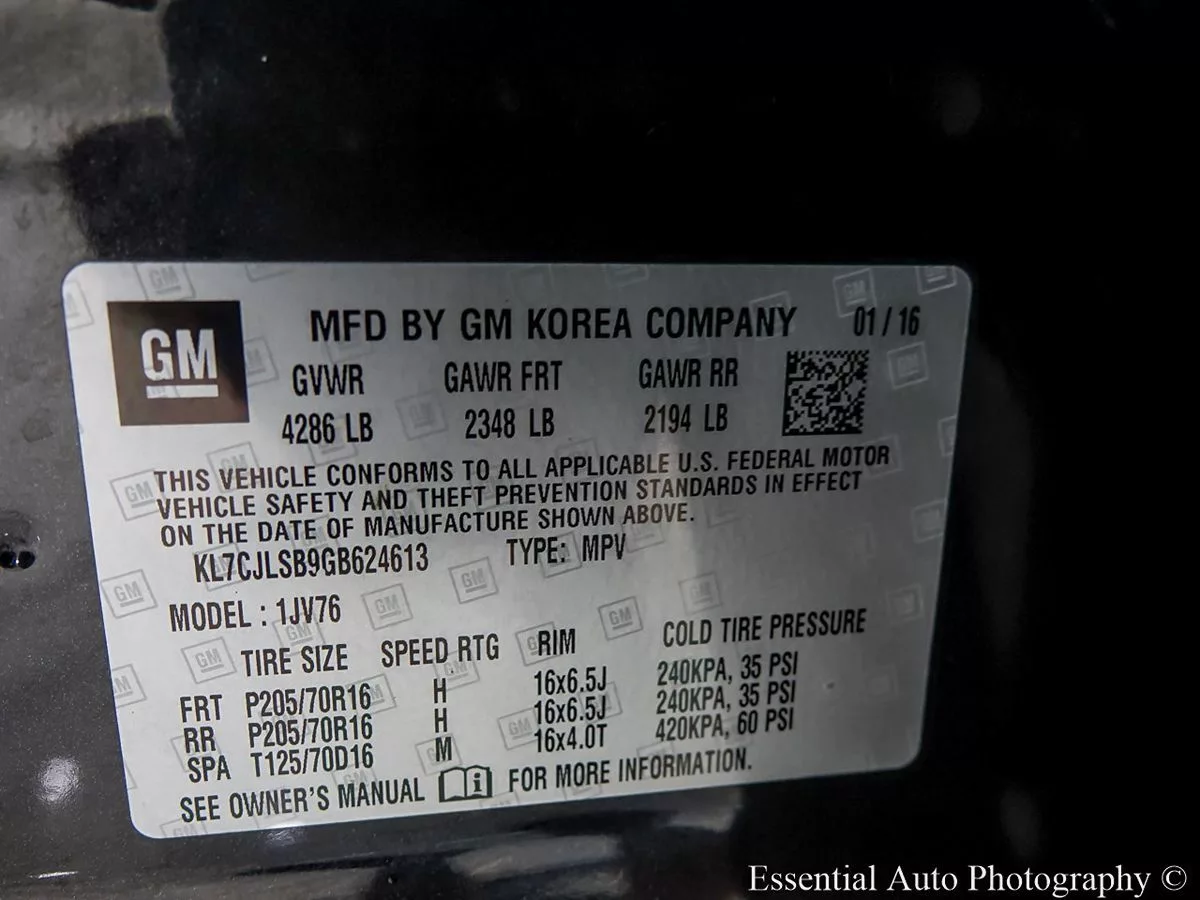 GM
MFD BY GM KOREA COMPANY 01 / 16
GVWR GAWR FRT GAWR RR
4286 LB 2348 LB 2194 LB
THIS VEHICLE CONFORMS TO ALL APPLICABLE U.S. FEDERAL MOTOR
VEHICLE SAFETY AND THEFT PREVENTION STANDARDS IN EFFECT
ON THE DATE OF MANUFACTURE SHOWN ABOVE.
KL7CJLSB9GB624613 TYPE: MPV
MODEL : 1JV76
TIRE SIZE SPEED RTG RIM COLD TIRE PRESSURE
FRT P205/70R16 H 16x6.5J 240KPA, 35 PSI
RR P205/70R16 H 16x6.5J 240KPA, 35 PSI
SPA T125/70D16 M 16x4.0T 420KPA, 60 PSI
SEE OWNER'S MANUAL i FOR MORE INFORMATION.
Essential Auto Photography ©